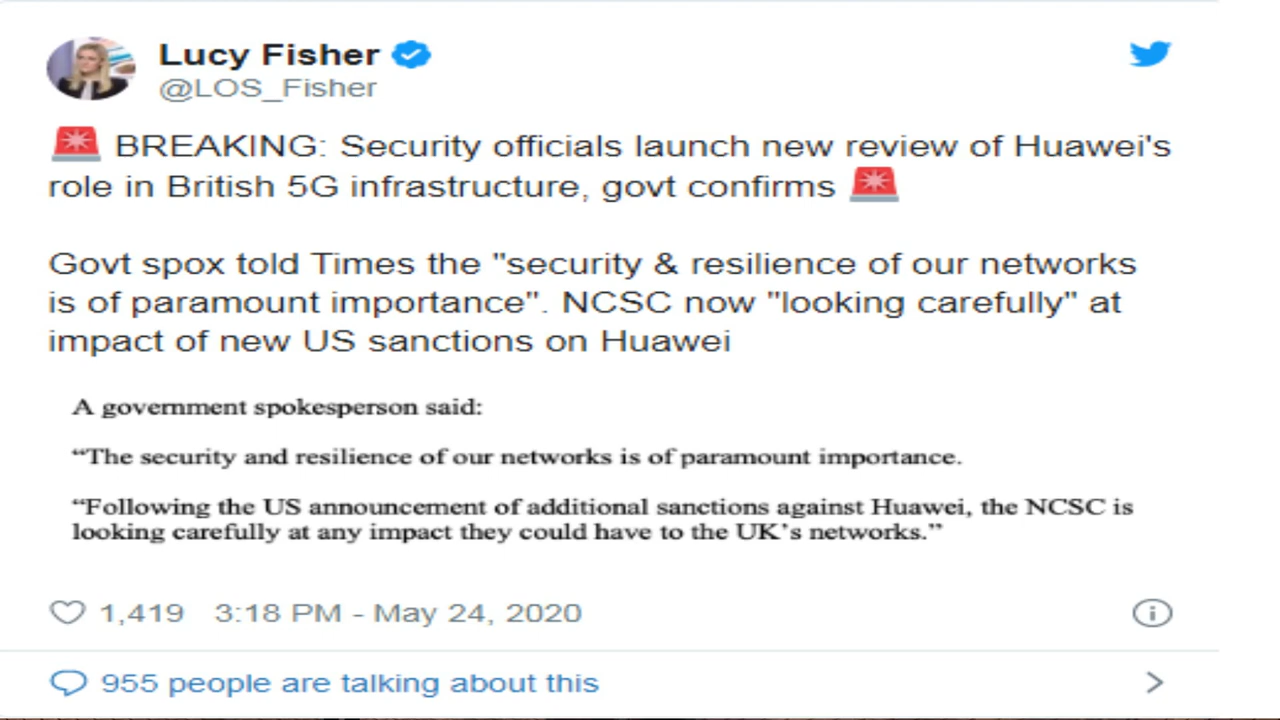 Lucy Fisher
@LOS_Fisher
🚨 BREAKING: Security officials launch new review of Huawei's
role in British 5G infrastructure, govt confirms 🚨
Govt spox told Times the "security & resilience of our networks
is of paramount importance". NCSC now "looking carefully" at
impact of new US sanctions on Huawei
A government spokesperson said:
“The security and resilience of our networks is of paramount importance.
“Following the US announcement of additional sanctions against Huawei, the NCSC is
looking carefully at any impact they could have to the UK’s networks.”
1,419 3:18 PM - May 24, 2020
955 people are talking about this